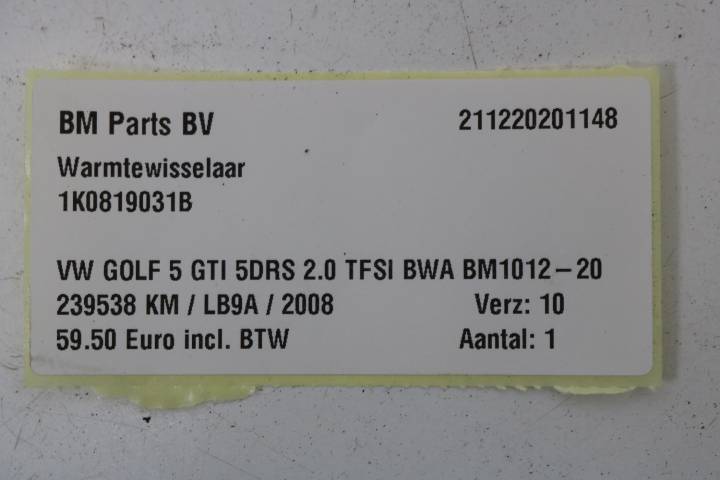 BM Parts BV 211220201148
Warmtewisselaar
1K0819031B
VW GOLF 5 GTI 5DRS 2.0 TFSI BWA BM1012-20
239538 KM / LB9A / 2008 Verz: 10
59.50 Euro incl. BTW Aantal: 1